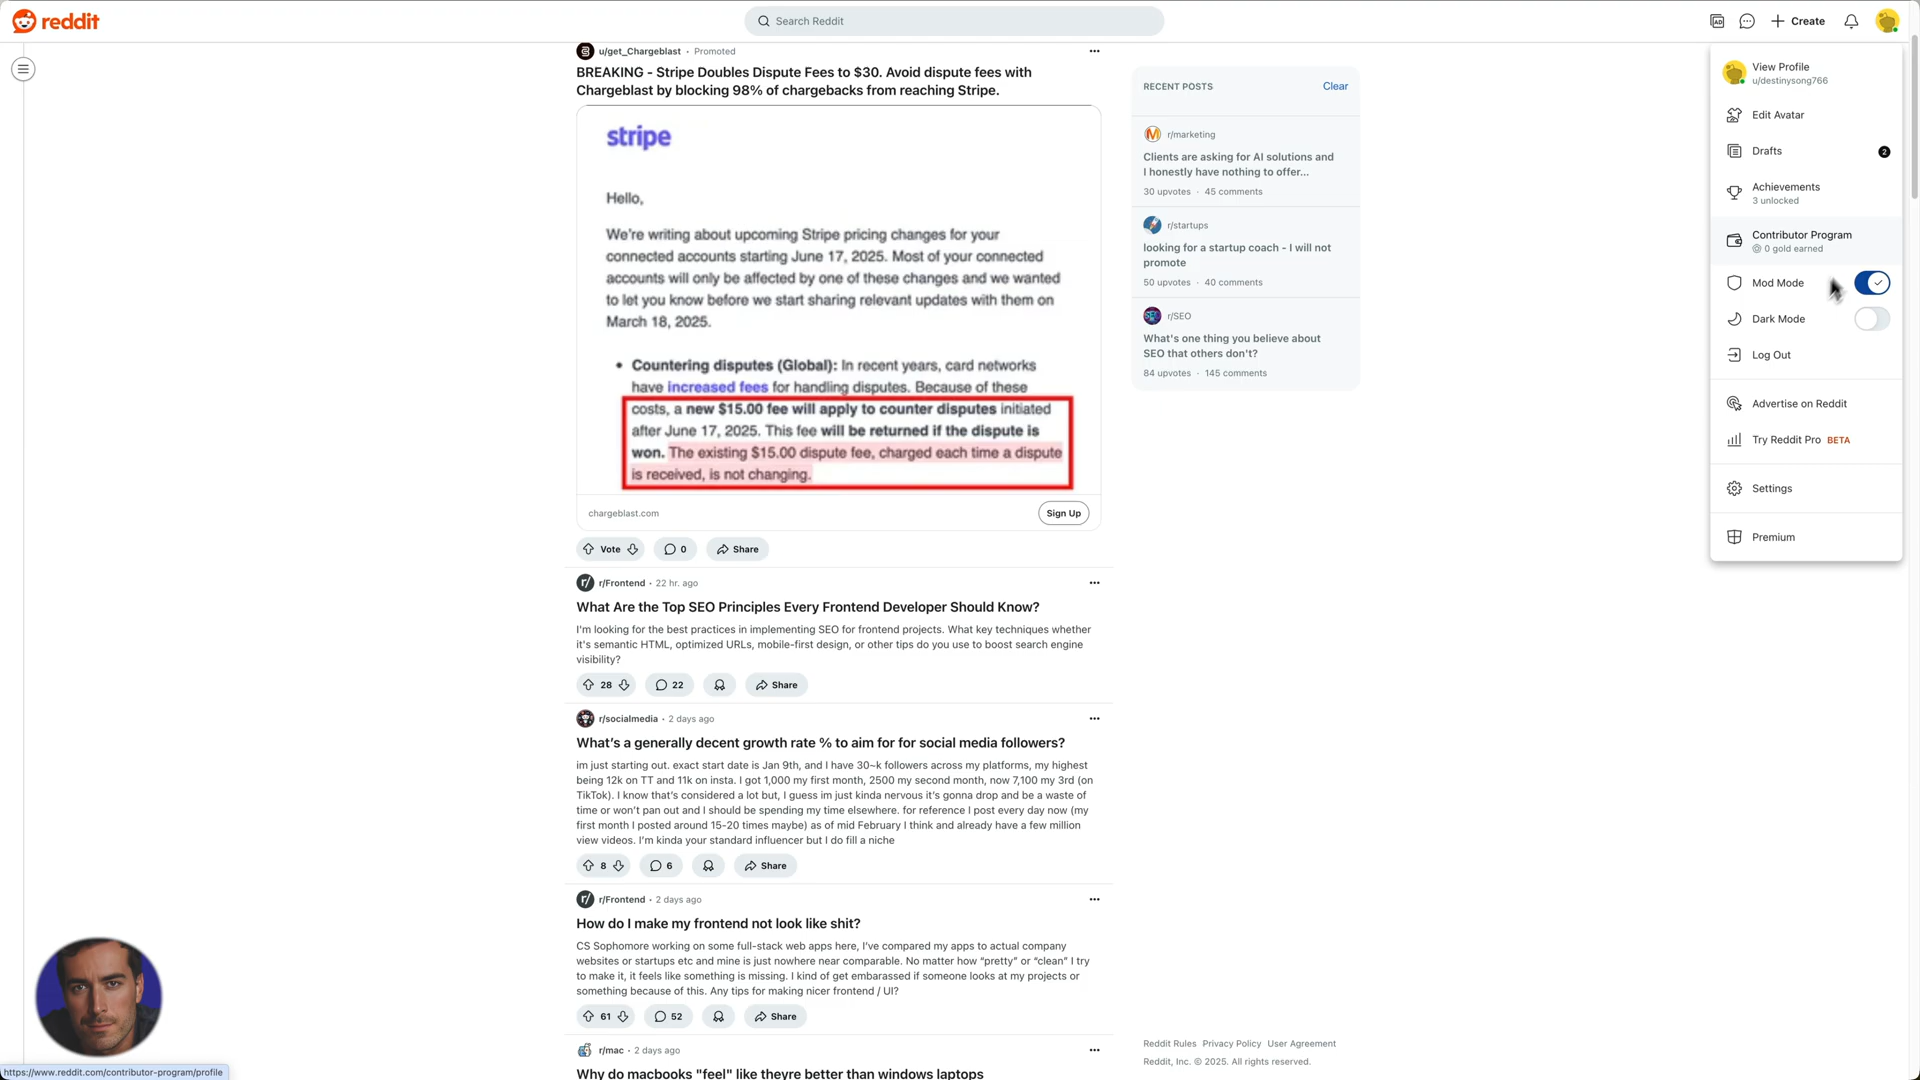 reddit
Search Reddit
AD
Create
u/get_Chargeblast • Promoted
BREAKING - Stripe Doubles Dispute Fees to $30. Avoid dispute fees with
Chargeblast by blocking 98% of chargebacks from reaching Stripe.
stripe
Hello,
We're writing about upcoming Stripe pricing changes for your
connected accounts starting June 17, 2025. Most of your connected
accounts will only be affected by one of these changes and we wanted
to let you know before we start sharing relevant updates with them on
March 18, 2025.
• Countering disputes (Global): In recent years, card networks
have increased fees for handling disputes. Because of these
costs, a new $15.00 fee will apply to counter disputes initiated
after June 17, 2025. This fee will be returned if the dispute is
won. The existing $15.00 dispute fee, charged each time a dispute
is received, is not changing.
chargeblast.com
Sign Up
Vote
0
Share
r/Frontend • 22 hr. ago
What Are the Top SEO Principles Every Frontend Developer Should Know?
I'm looking for the best practices in implementing SEO for frontend projects. What key techniques whether
it's semantic HTML, optimized URLs, mobile-first design, or other tips do you use to boost search engine
visibility?
28
22
Share
r/socialmedia • 2 days ago
What's a generally decent growth rate % to aim for for social media followers?
im just starting out. exact start date is Jan 9th, and I have 30~k followers across my platforms, my highest
being 12k on TT and 11k on insta. I got 1,000 my first month, 2500 my second month, now 7,100 my 3rd (on
TikTok). I know that's considered a lot but, I guess im just kinda nervous it's gonna drop and be a waste of
time or won't pan out and I should be spending my time elsewhere. for reference I post every day now (my
first month I posted around 15-20 times maybe) as of mid February I think and already have a few million
view videos. I'm kinda your standard influencer but I do fill a niche
8
6
Share
r/Frontend • 2 days ago
How do I make my frontend not look like shit?
CS Sophomore working on some full-stack web apps here, I've compared my apps to actual company
websites or startups etc and mine is just nowhere near comparable. No matter how “pretty” or “clean” I try
to make it, it feels like something is missing. I kind of get embarassed if someone looks at my projects or
something because of this. Any tips for making nicer frontend / UI?
61
52
Share
r/mac • 2 days ago
Why do macbooks "feel" like theyre better than windows laptops
RECENT POSTS
Clear
r/marketing
Clients are asking for AI solutions and
I honestly have nothing to offer...
30 upvotes • 45 comments
r/startups
looking for a startup coach - I will not
promote
50 upvotes • 40 comments
r/SEO
What's one thing you believe about
SEO that others don't?
84 upvotes • 145 comments
View Profile
u/destinysong766
Edit Avatar
Drafts
2
Achievements
3 unlocked
Contributor Program
0 gold earned
Mod Mode
Dark Mode
Log Out
Advertise on Reddit
Try Reddit Pro BETA
Settings
Premium
Reddit Rules Privacy Policy User Agreement
Reddit, Inc. © 2025. All rights reserved.
https://www.reddit.com/contributor-program/profile